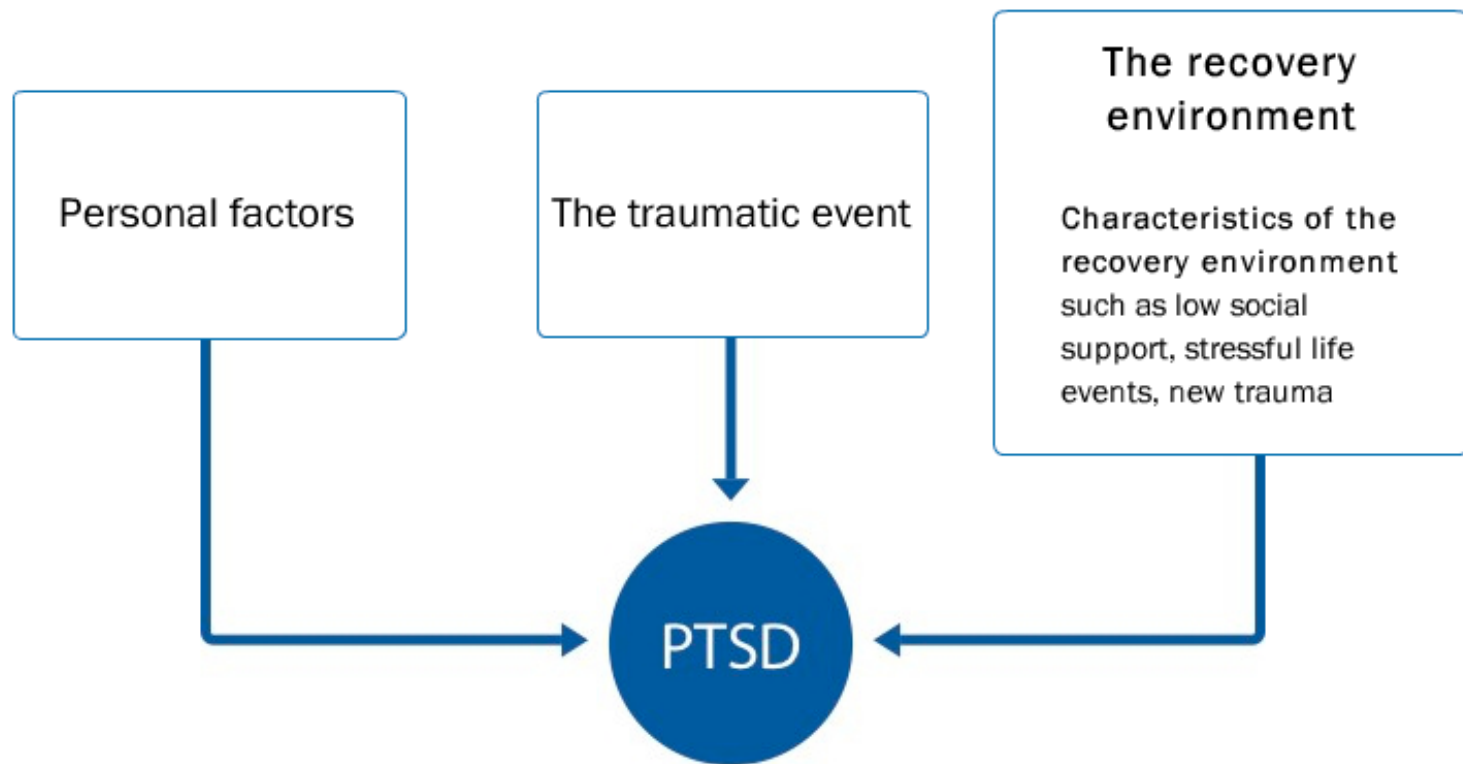 Personal factors
The traumatic event
The recovery
environment
Characteristics of the
recovery environment
such as low social
support, stressful life
events, new trauma
PTSD